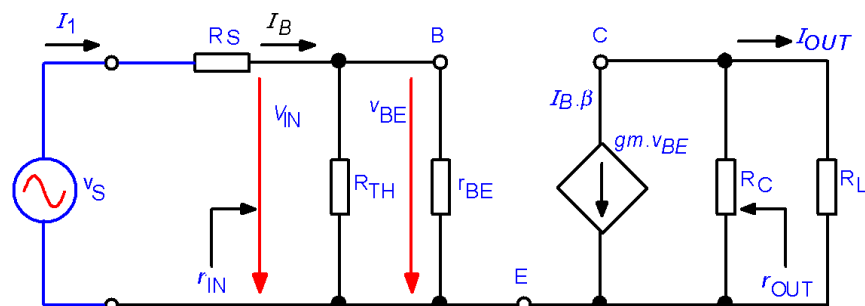 I1
RS
IB
B
C
IOUT
VIN
vBE
IB.β
gm.vBE
vS
RTH
rBE
RC
RL
rIN
E
rOUT